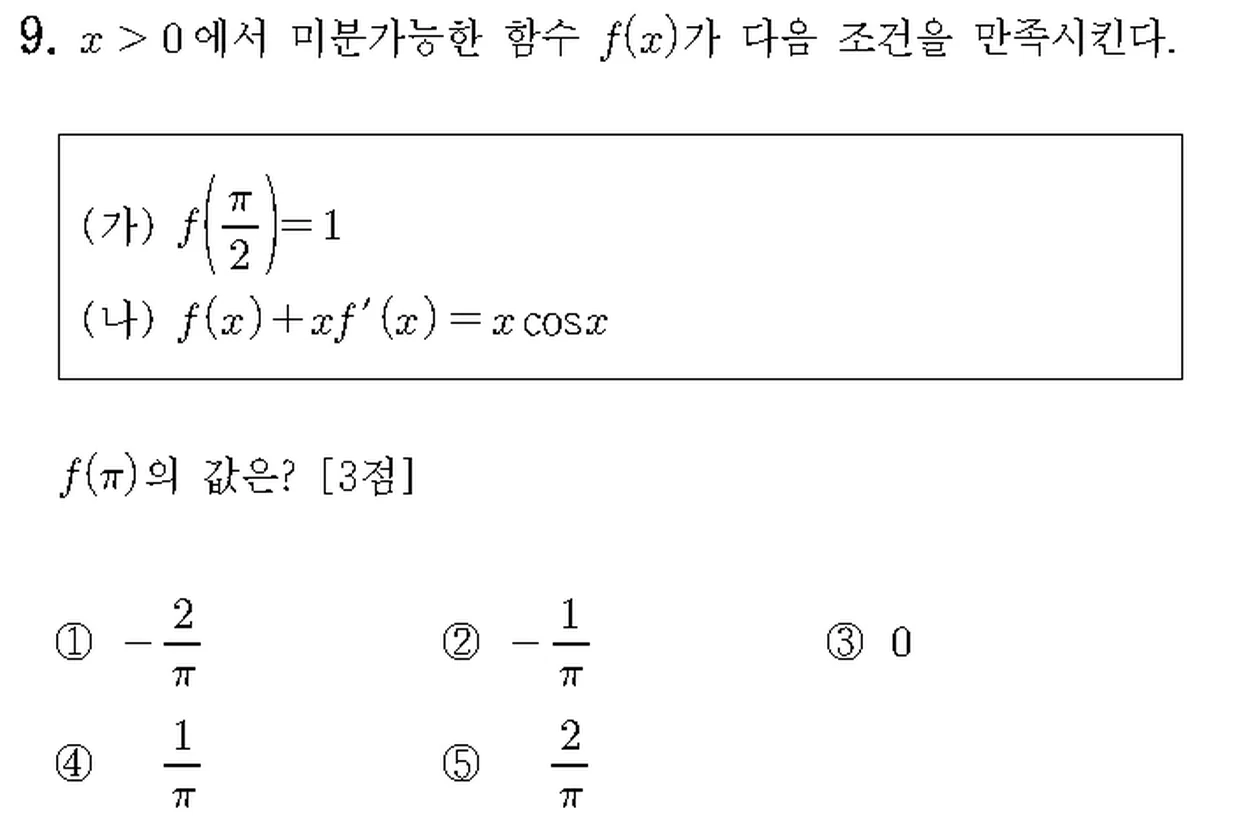 9. x > 0에서 미분가능한 함수 f(x)가 다음 조건을 만족시킨다.
(가) f(π/2)=1
(나) f(x)+xf′(x)=x cosx
f(π)의 값은? [3점]
① −2/π ② −1/π ③ 0
④ 1/π ⑤ 2/π